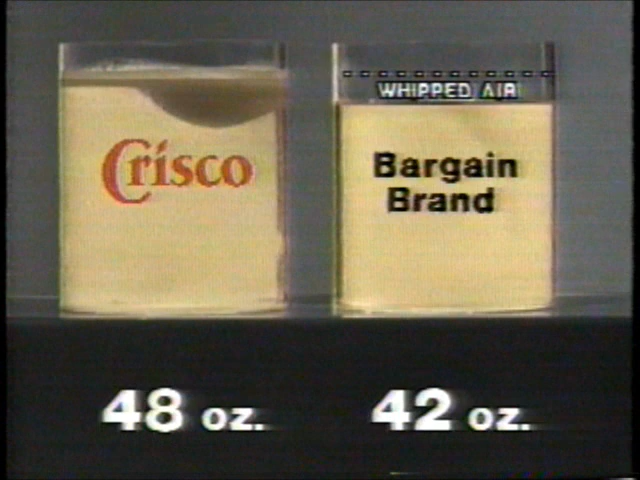 Crisco
WHIPPED AIR
Bargain
Brand
48 oz.
42 oz.